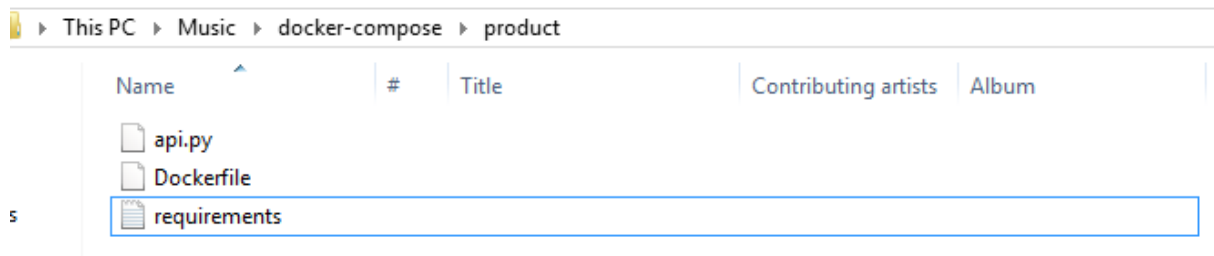 This PC Music docker-compose product
Name # Title Contributing artists Album
api.py
Dockerfile
requirements
s